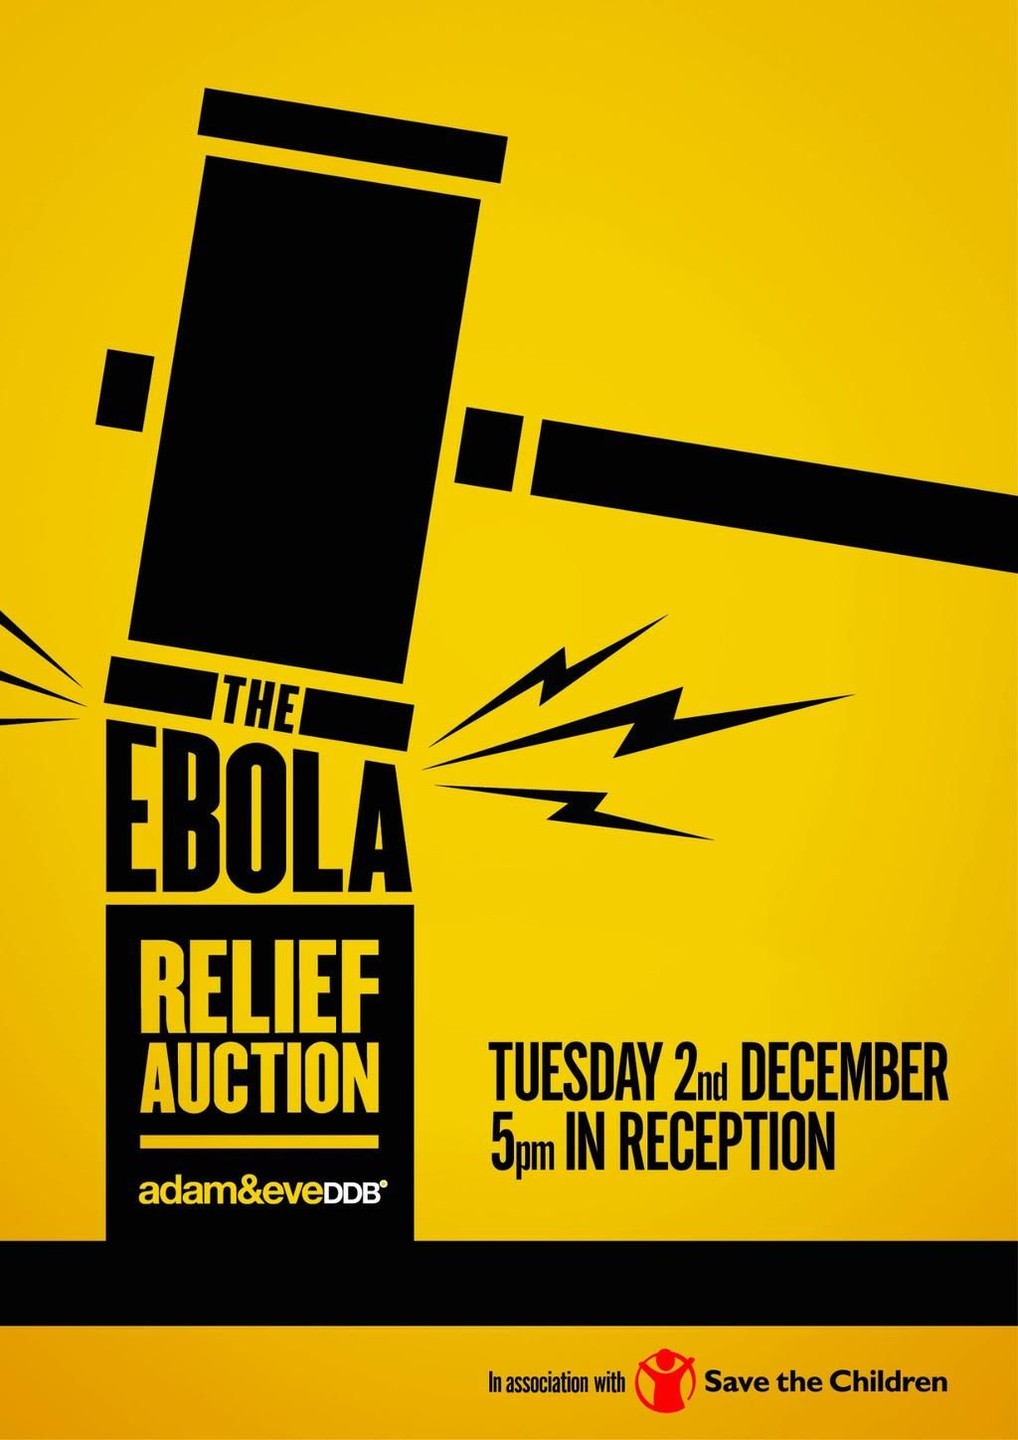 THE
EBOLA
RELIEF
AUCTION
adam&eveDDB
TUESDAY 2nd DECEMBER
5pm IN RECEPTION
In association with Save the Children